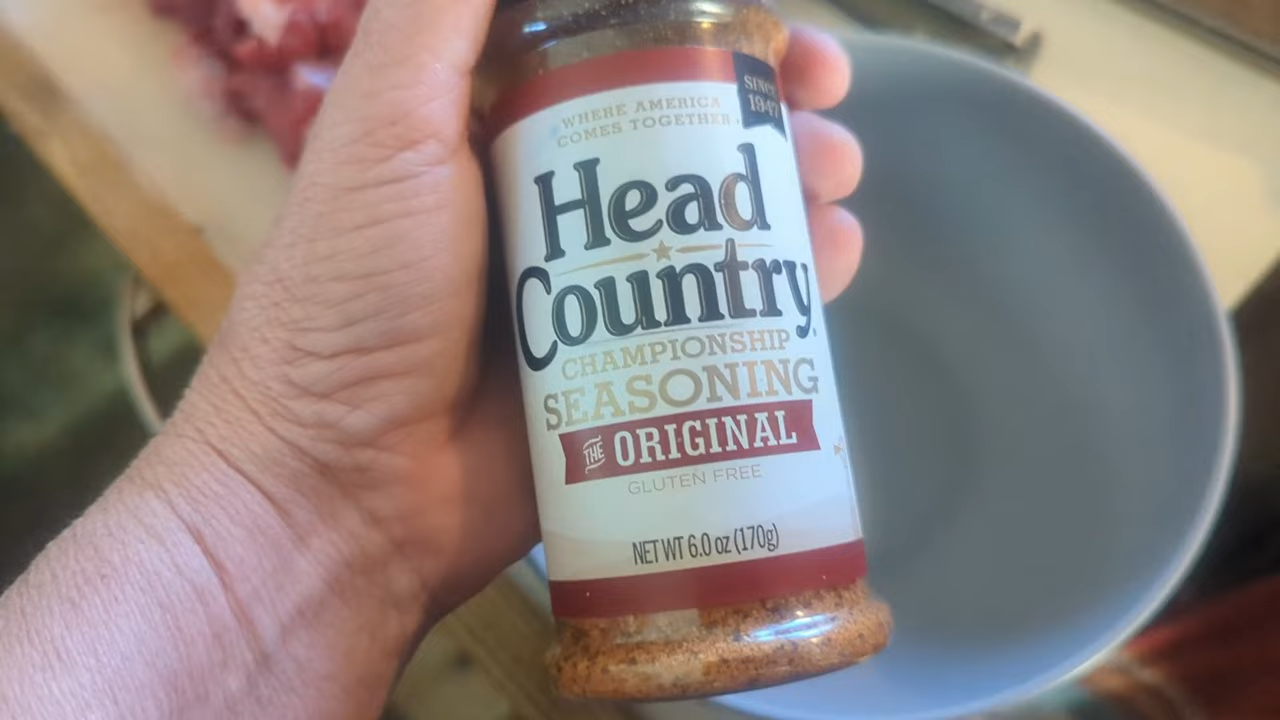 SINCE
1947
WHERE AMERICA
COMES TOGETHER
Head
Country
CHAMPIONSHIP
SEASONING
THE ORIGINAL
GLUTEN FREE
NET WT 6.0 oz (170g)